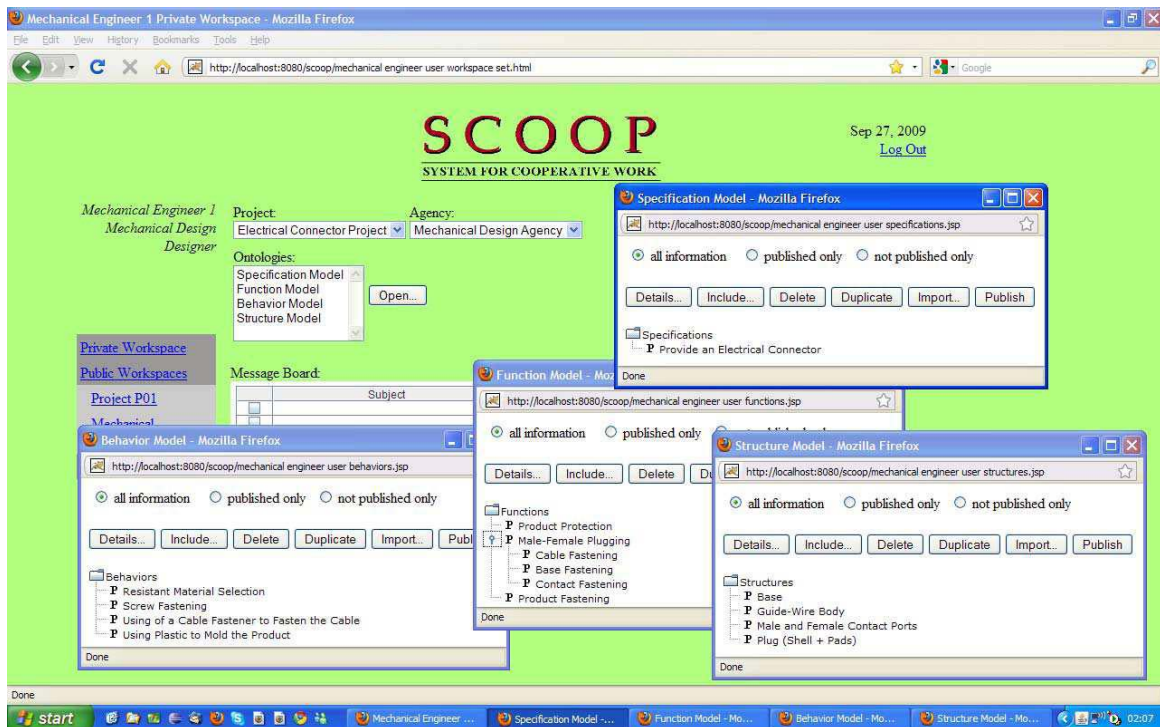 Mechanical Engineer 1 Private Workspace - Mozilla Firefox
File Edit View History Bookmarks Tools Help
http://localhost:8080/scoop/mechanical engineer user workspace set.html
Google
SCOOP
SYSTEM FOR COOPERATIVE WORK
Sep 27, 2009
Log Out
Mechanical Engineer 1
Mechanical Design
Designer
Project:
Electrical Connector Project
Agency:
Mechanical Design Agency
Ontologies:
Specification Model
Function Model
Behavior Model
Structure Model
Open...
Private Workspace
Public Workspaces
Project P01
Mechanical
Message Board:
Subject
Specification Model - Mozilla Firefox
http://localhost:8080/scoop/mechanical engineer user specifications.jsp
all information published only not published only
Details... Include... Delete Duplicate Import... Publish
Specifications
P Provide an Electrical Connector
Done
Function Model - Moz
http://localhost:8080/scoop/mechanical engineer user functions.jsp
all information published only
Details... Include... Delete Du
Functions
P Product Protection
P Male-Female Plugging
P Cable Fastening
P Base Fastening
P Contact Fastening
P Product Fastening
Done
Behavior Model - Mozilla Firefox
http://localhost:8080/scoop/mechanical engineer user behaviors.jsp
all information published only not published only
Details... Include... Delete Duplicate Import... Publ
Behaviors
P Resistant Material Selection
P Screw Fastening
P Using of a Cable Fastener to Fasten the Cable
P Using Plastic to Mold the Product
Done
Structure Model - Mozilla Firefox
http://localhost:8080/scoop/mechanical engineer user structures.jsp
all information published only not published only
Details... Include... Delete Duplicate Import... Publish
Structures
P Base
P Guide-Wire Body
P Male and Female Contact Ports
P Plug (Shell + Pads)
Done
Done
start Mechanical Engineer ... Specification Model -... Function Model - Mo... Behavior Model - Mo... Structure Model - Mo... 02:07